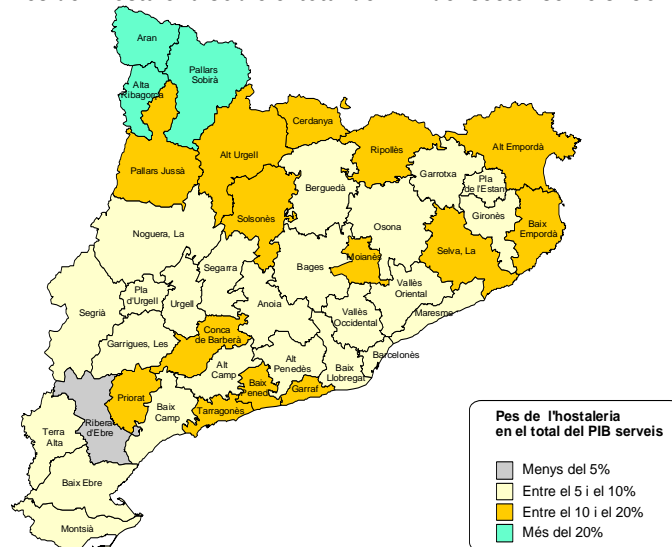 Aran
Pallars
Sobirà
Alta
Ribagorça
Cerdanya
Ripollès
Alt Empordà
Pallars Jussà
Alt Urgell
Garrotxa
Pla
de l'Estan
Berguedà
Gironès
Baix
Empordà
Solsonès
Osona
Noguera, La
Selva, La
Moianès
Segarra
Bages
Vallès
Oriental
Pla
d'Urgell
Urgell
Anoia
Segrià
Vallès
Occidental
Maresme
Garrigues, Les
Conca
de Barberà
Barcelonès
Alt
Camp
Alt
Penedès
Baix
Llobregat
Baix
Garraf
Priorat
Ribera
d'Ebre
Baix
Camp
Tarragonès
Terra
Alta
Baix Ebre
Montsià
Pes de l'hostaleria
en el total del PIB serveis
Menys del 5%
Entre el 5 i el 10%
Entre el 10 i el 20%
Més del 20%